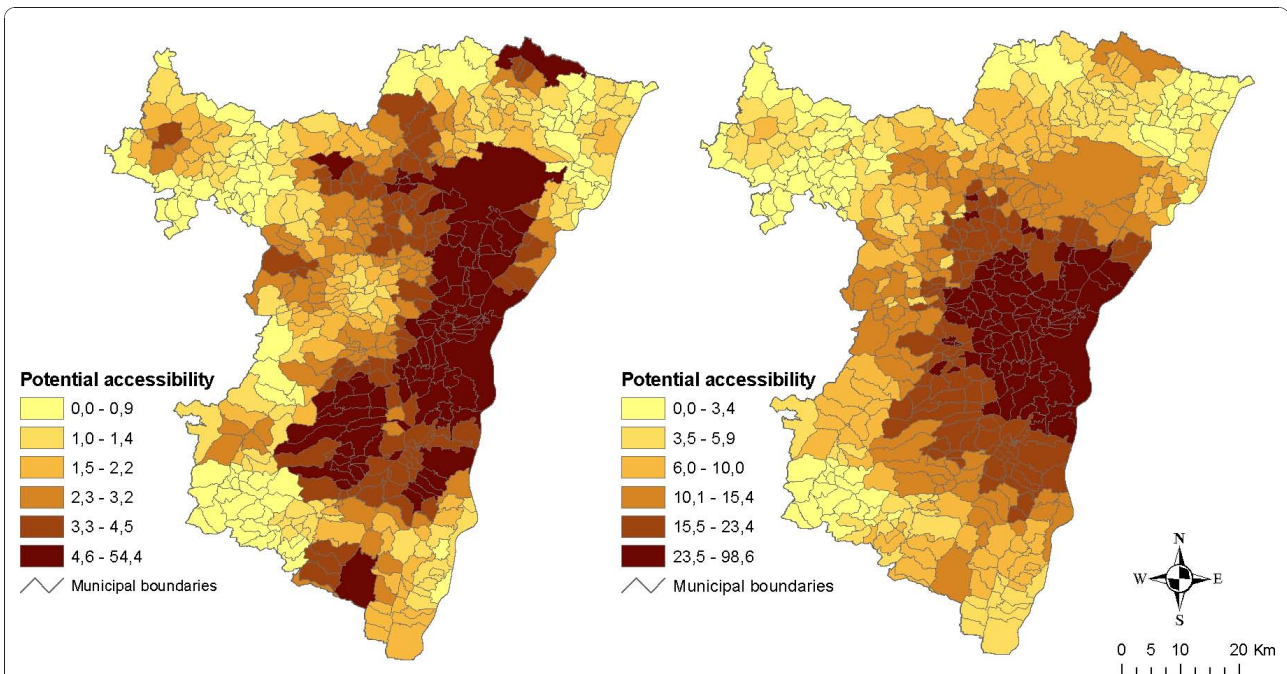 Potential accessibility
0,0 - 0,9
1,0 - 1,4
1,5 - 2,2
2,3 - 3,2
3,3 - 4,5
4,6 - 54,4
Municipal boundaries
Potential accessibility
0,0 - 3,4
3,5 - 5,9
6,0 - 10,0
10,1 - 15,4
15,5 - 23,4
23,5 - 98,6
Municipal boundaries
N
W E
S
0 5 10 20 Km